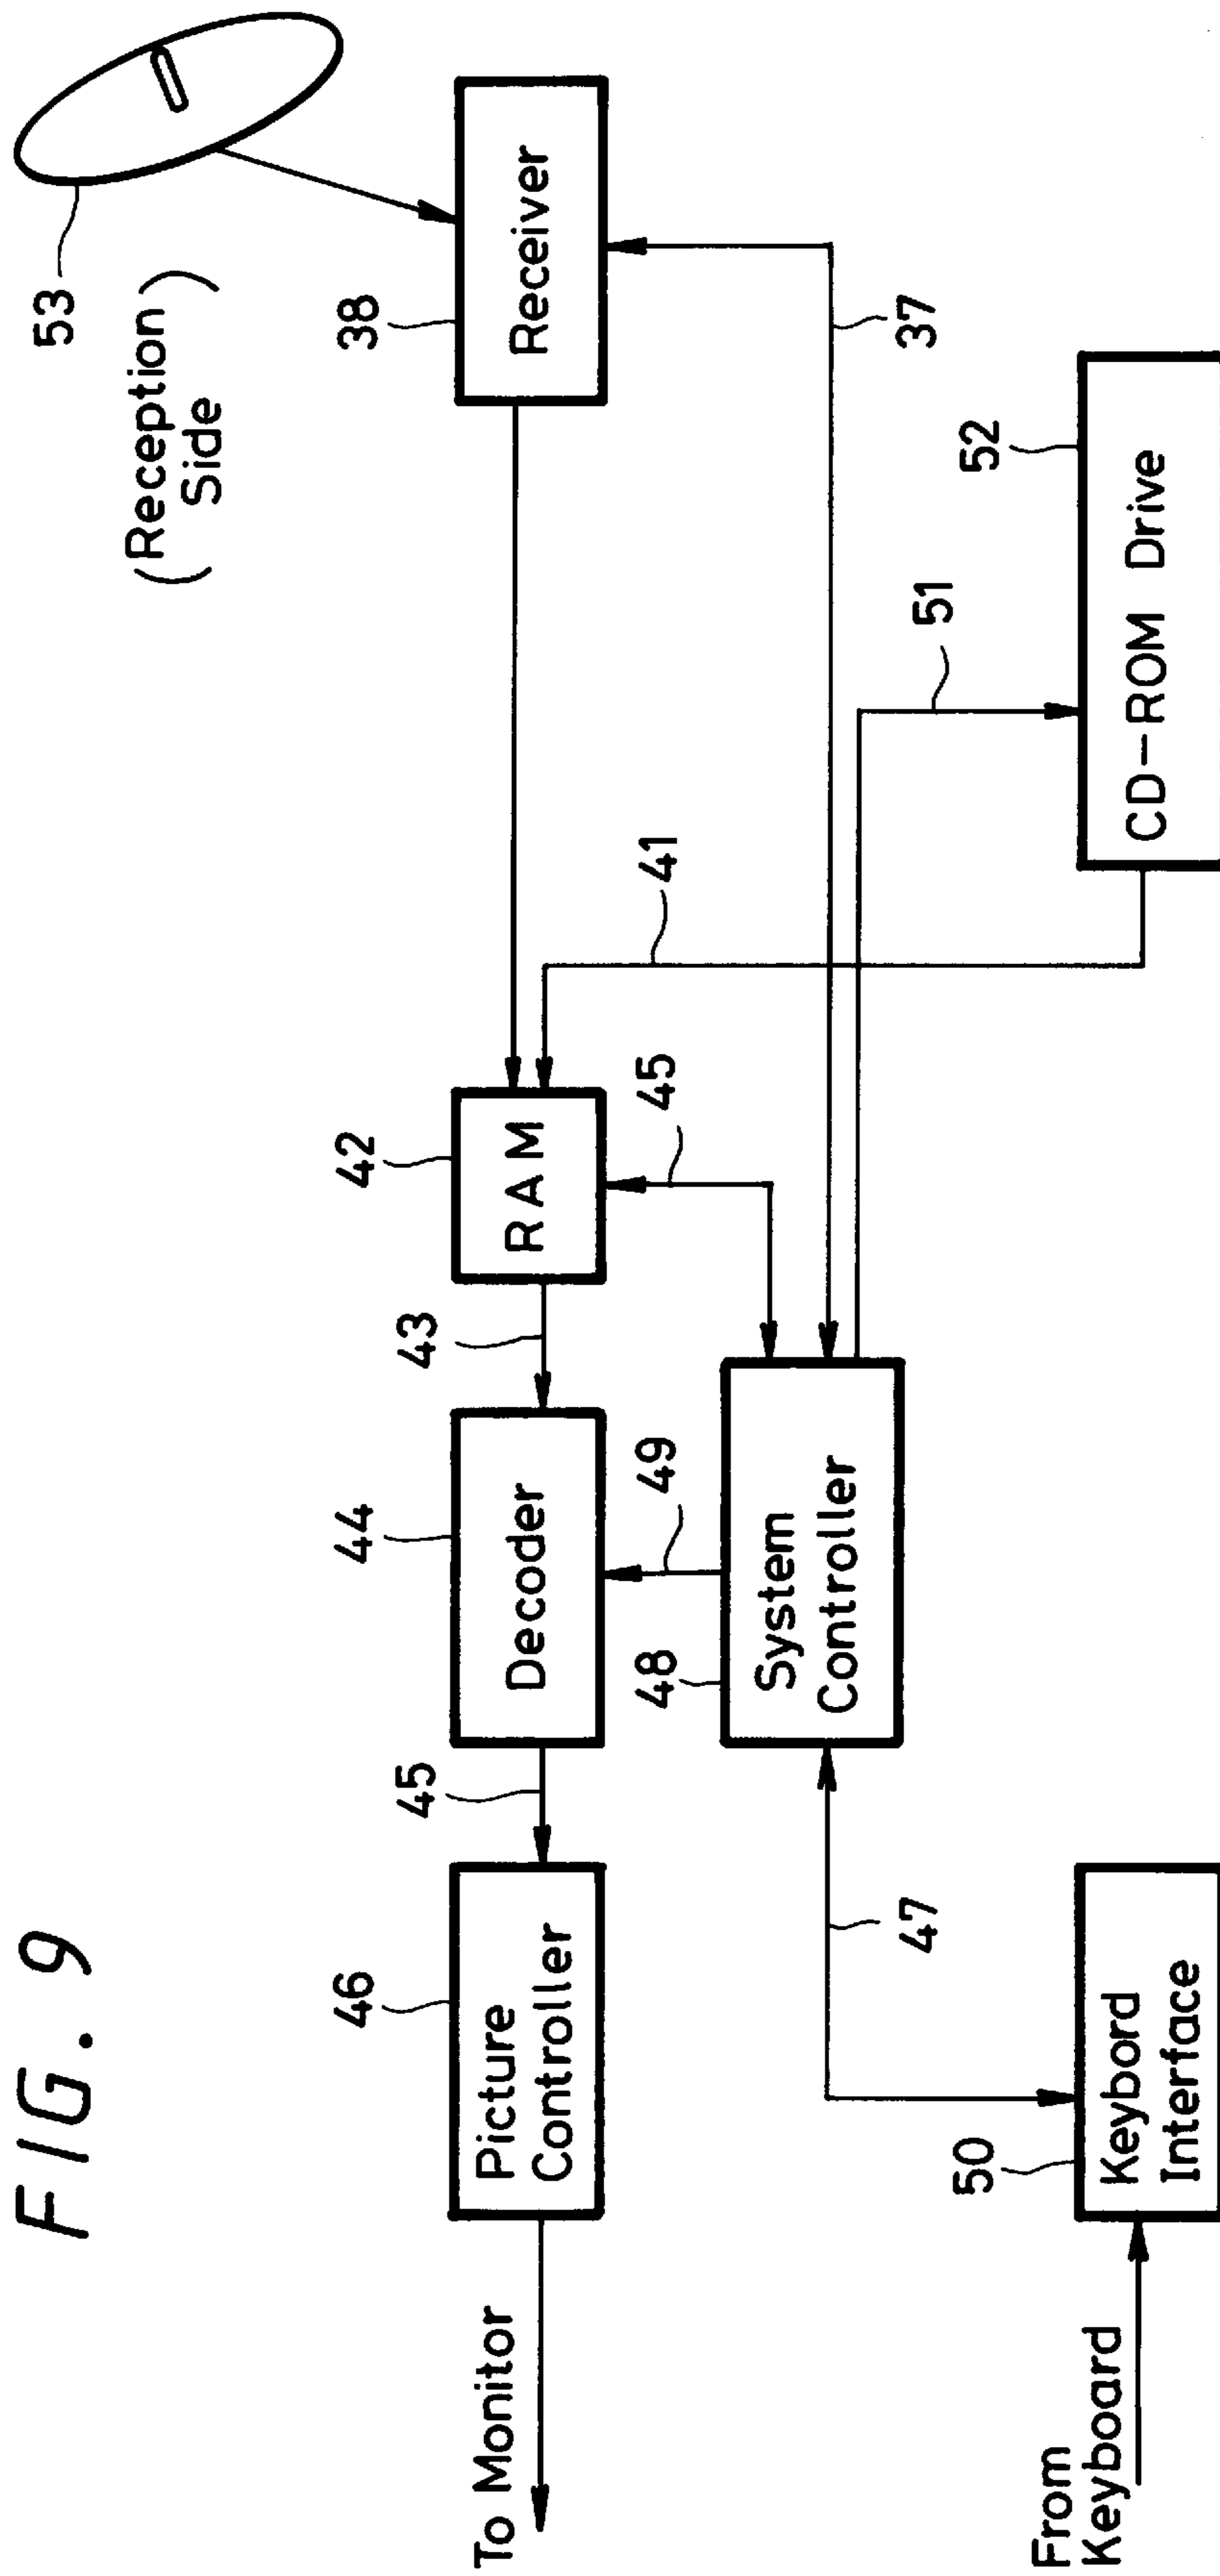 FIG. 9
53
(Reception
Side)
38
Receiver
37
42
RAM
41
45
43
44
Decoder
49
45
46
Picture
Controller
To Monitor
48
System
Controller
51
52
CD-ROM Drive
47
50
Keybord
Interface
From
Keyboard